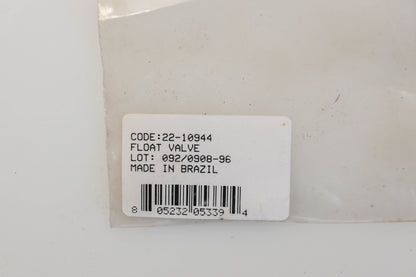 CODE:22-10944
FLOAT VALVE
LOT: 092/0908-96
MADE IN BRAZIL
8 05232 05339 4